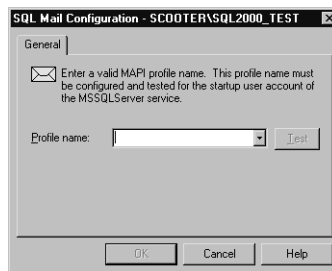 SQL Mail Configuration - SCOOTER\SQL2000_TEST
General
Enter a valid MAPI profile name. This profile name must
be configured and tested for the startup user account of
the MSSQLServer service.
Profile name:
Test
OK
Cancel
Help